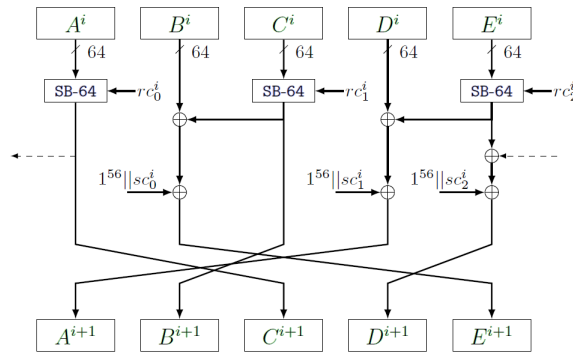 A^i B^i C^i D^i E^i
64 64 64 64 64
SB-64 rc_0^i SB-64 rc_1^i SB-64 rc_2^i
1^{56}||sc_0^i 1^{56}||sc_1^i 1^{56}||sc_2^i
A^{i+1} B^{i+1} C^{i+1} D^{i+1} E^{i+1}